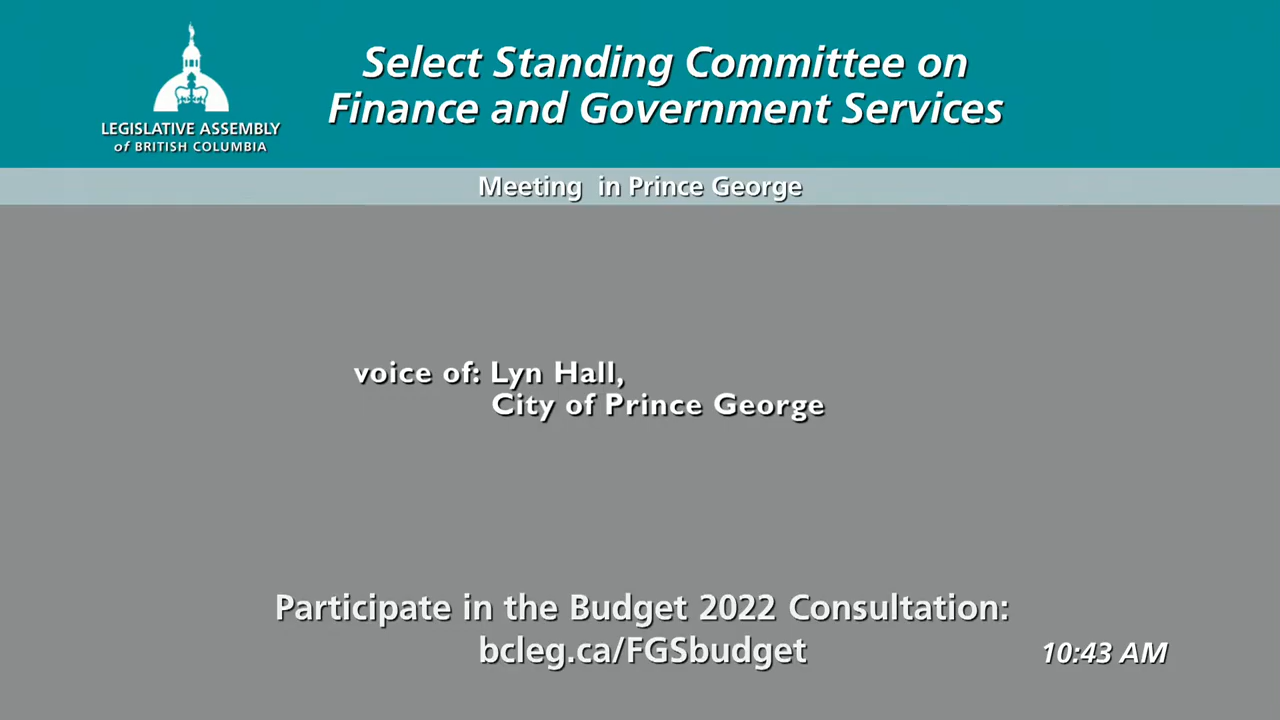 Select Standing Committee on
Finance and Government Services
LEGISLATIVE ASSEMBLY
of BRITISH COLUMBIA
Meeting  in Prince George
voice of: Lyn Hall,
City of Prince George
Participate in the Budget 2022 Consultation:
bcleg.ca/FGSbudget
10:43 AM